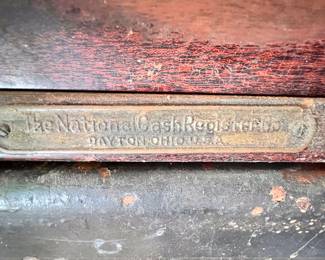 The National Cash Register Co.
DAYTON, OHIO, U.S.A.